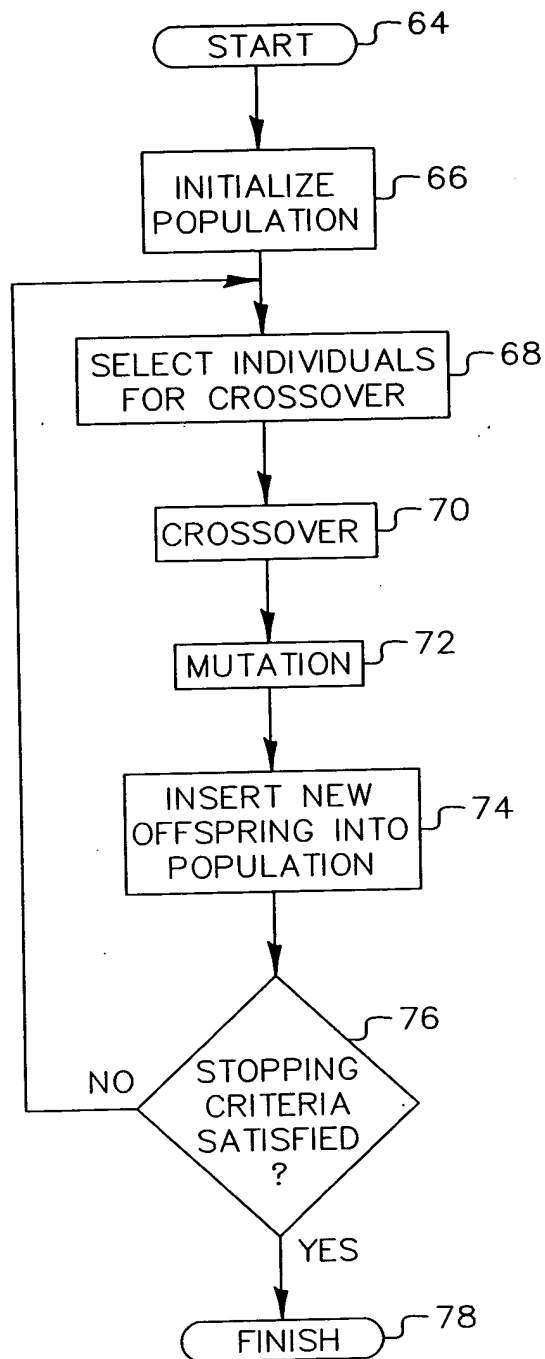 START
64
INITIALIZE
POPULATION
66
SELECT INDIVIDUALS
FOR CROSSOVER
68
CROSSOVER
70
MUTATION
72
INSERT NEW
OFFSPRING INTO
POPULATION
74
STOPPING
CRITERIA
SATISFIED
?
76
NO
YES
FINISH
78